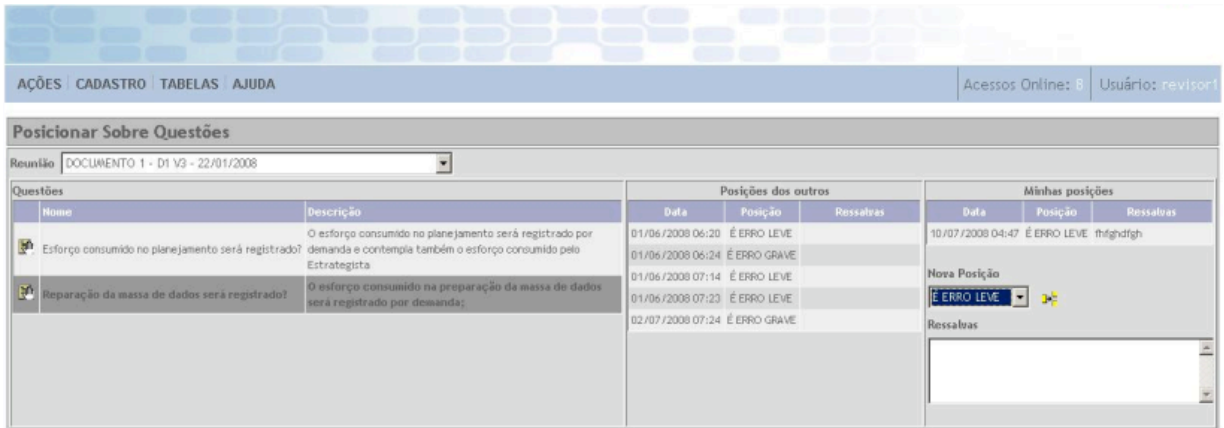 AÇÕES CADASTRO TABELAS AJUDA Acessos Online: 8 Usuário: revisor1
Posicionar Sobre Questões
Reunião DOCUMENTO 1 - D1 V3 - 22/01/2008
Questões
Nome Descrição
Esforço consumido no planejamento será registrado?
O esforço consumido no planejamento será registrado por
demanda e contempla também o esforço consumido pelo
Estrategista
Reparação da massa de dados será registrado?
O esforço consumido na preparação da massa de dados
será registrado por demanda;
Posições dos outros
Data Posição Ressalvas
01/06/2008 06:20 É ERRO LEVE
01/06/2008 06:24 É ERRO GRAVE
01/06/2008 07:14 É ERRO LEVE
01/06/2008 07:23 É ERRO LEVE
02/07/2008 07:24 É ERRO GRAVE
Minhas posições
Data Posição Ressalvas
10/07/2008 04:47 É ERRO LEVE fhfghdfgh
Nova Posição
É ERRO LEVE
Ressalvas